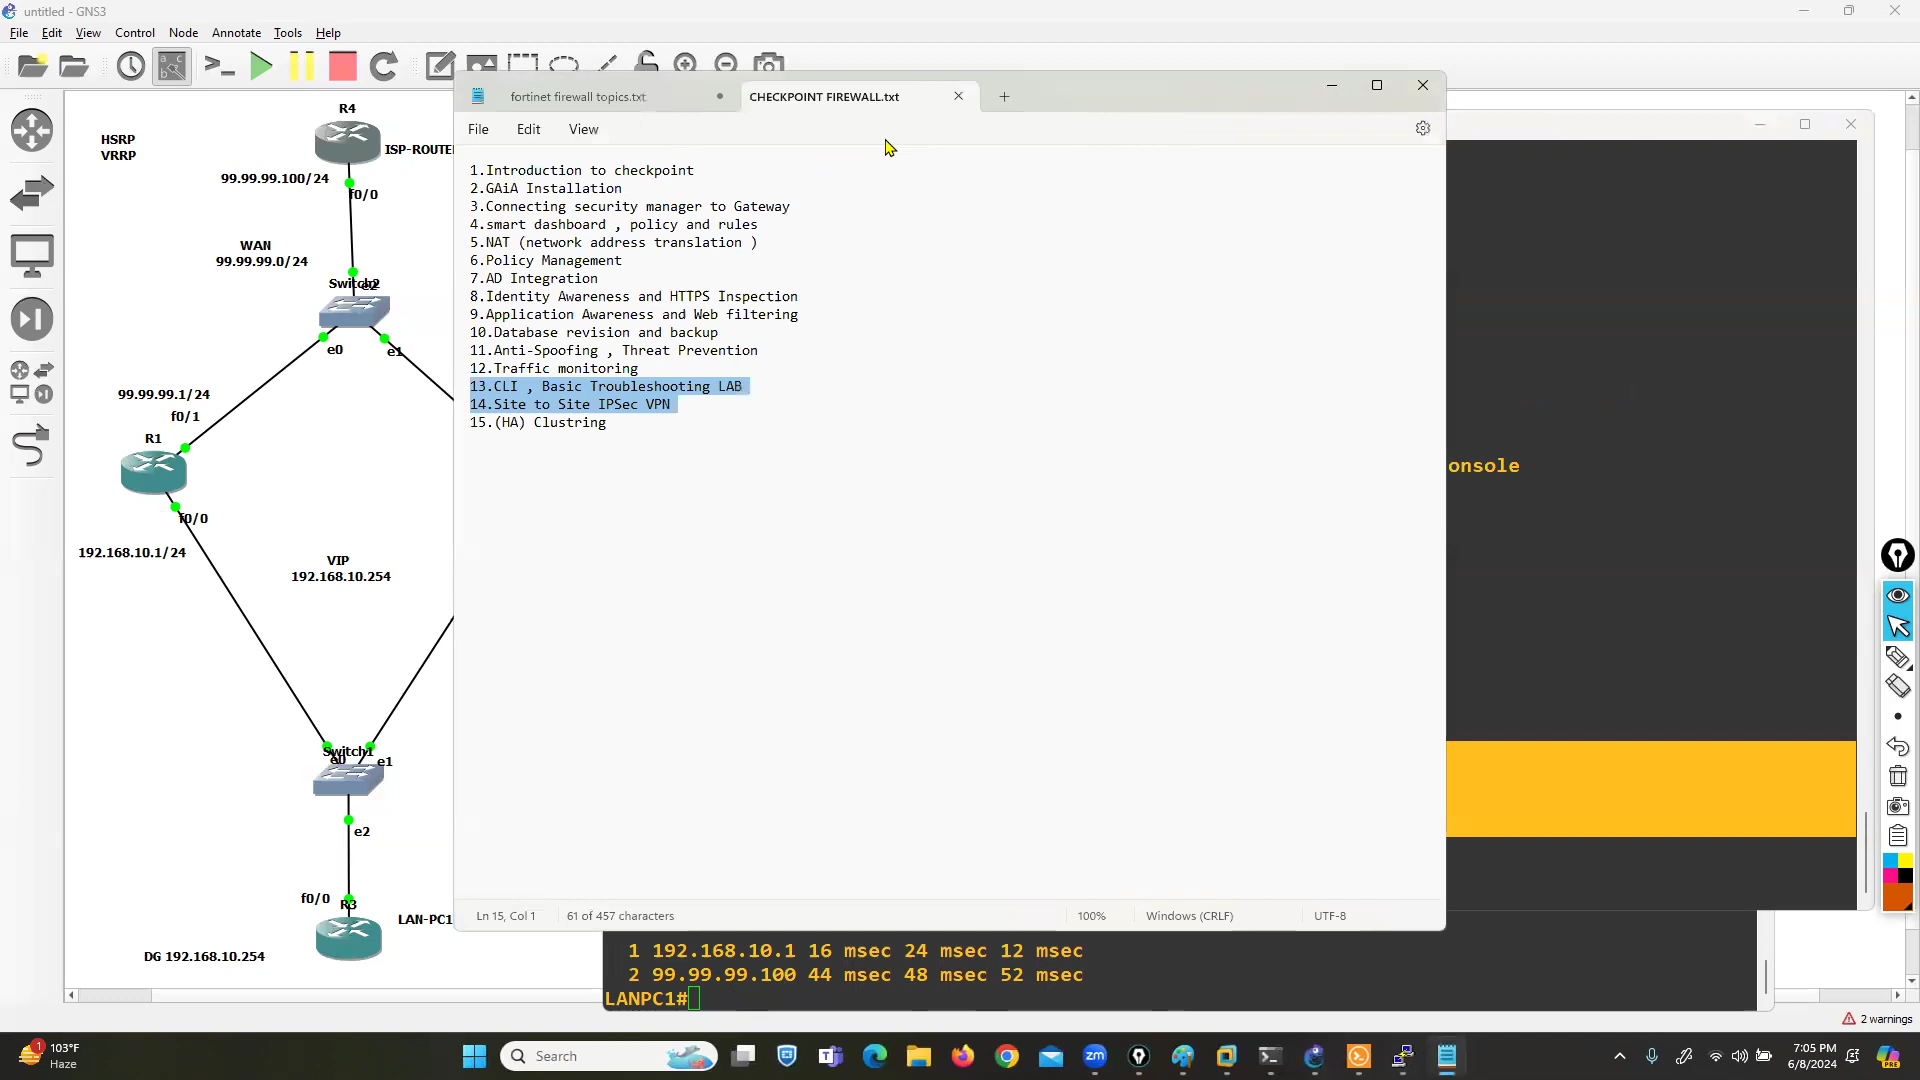 untitled - GNS3
File Edit View Control Node Annotate Tools Help
fortinet firewall topics.txt
CHECKPOINT FIREWALL.txt
File Edit View
1.Introduction to checkpoint
2.GAiA Installation
3.Connecting security manager to Gateway
4.smart dashboard , policy and rules
5.NAT (network address translation )
6.Policy Management
7.AD Integration
8.Identity Awareness and HTTPS Inspection
9.Application Awareness and Web filtering
10.Database revision and backup
11.Anti-Spoofing , Threat Prevention
12.Traffic monitoring
13.CLI , Basic Troubleshooting LAB
14.Site to Site IPSec VPN
15.(HA) Clustring
Ln 15, Col 1
61 of 457 characters
100%
Windows (CRLF)
UTF-8
HSRP
VRRP
R4
ISP-ROUTE
99.99.99.100/24
f0/0
WAN
99.99.99.0/24
Switch2
e2
e0
e1
99.99.99.1/24
f0/1
R1
f0/0
192.168.10.1/24
VIP
192.168.10.254
Switch1
e0
e1
e2
f0/0
R3
LAN-PC1
DG 192.168.10.254
onsole
1 192.168.10.1 16 msec 24 msec 12 msec
2 99.99.99.100 44 msec 48 msec 52 msec
LANPC1#
2 warnings
1
103°F
Haze
Search
zm
7:05 PM
6/8/2024
PRE